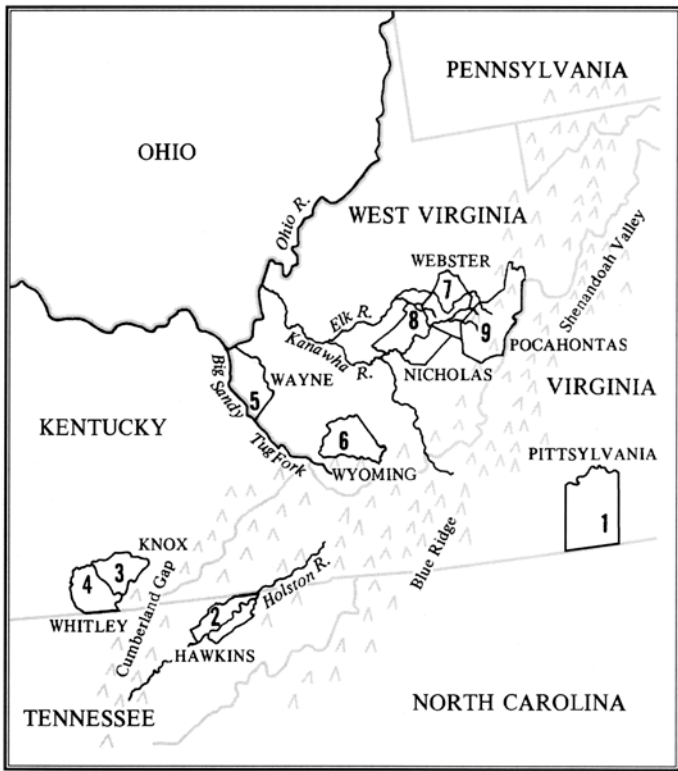 PENNSYLVANIA
OHIO
Ohio R.
WEST VIRGINIA
Shenandoah Valley
WEBSTER
7
Elk R.
8
9
Kanawha R.
POCAHONTAS
NICHOLAS
Big Sandy
WAYNE
VIRGINIA
5
KENTUCKY
6
Tug Fork
WYOMING
PITTSYLVANIA
1
Blue Ridge
KNOX
3
4
Cumberland Gap
Holston R.
2
WHITLEY
HAWKINS
TENNESSEE
NORTH CAROLINA